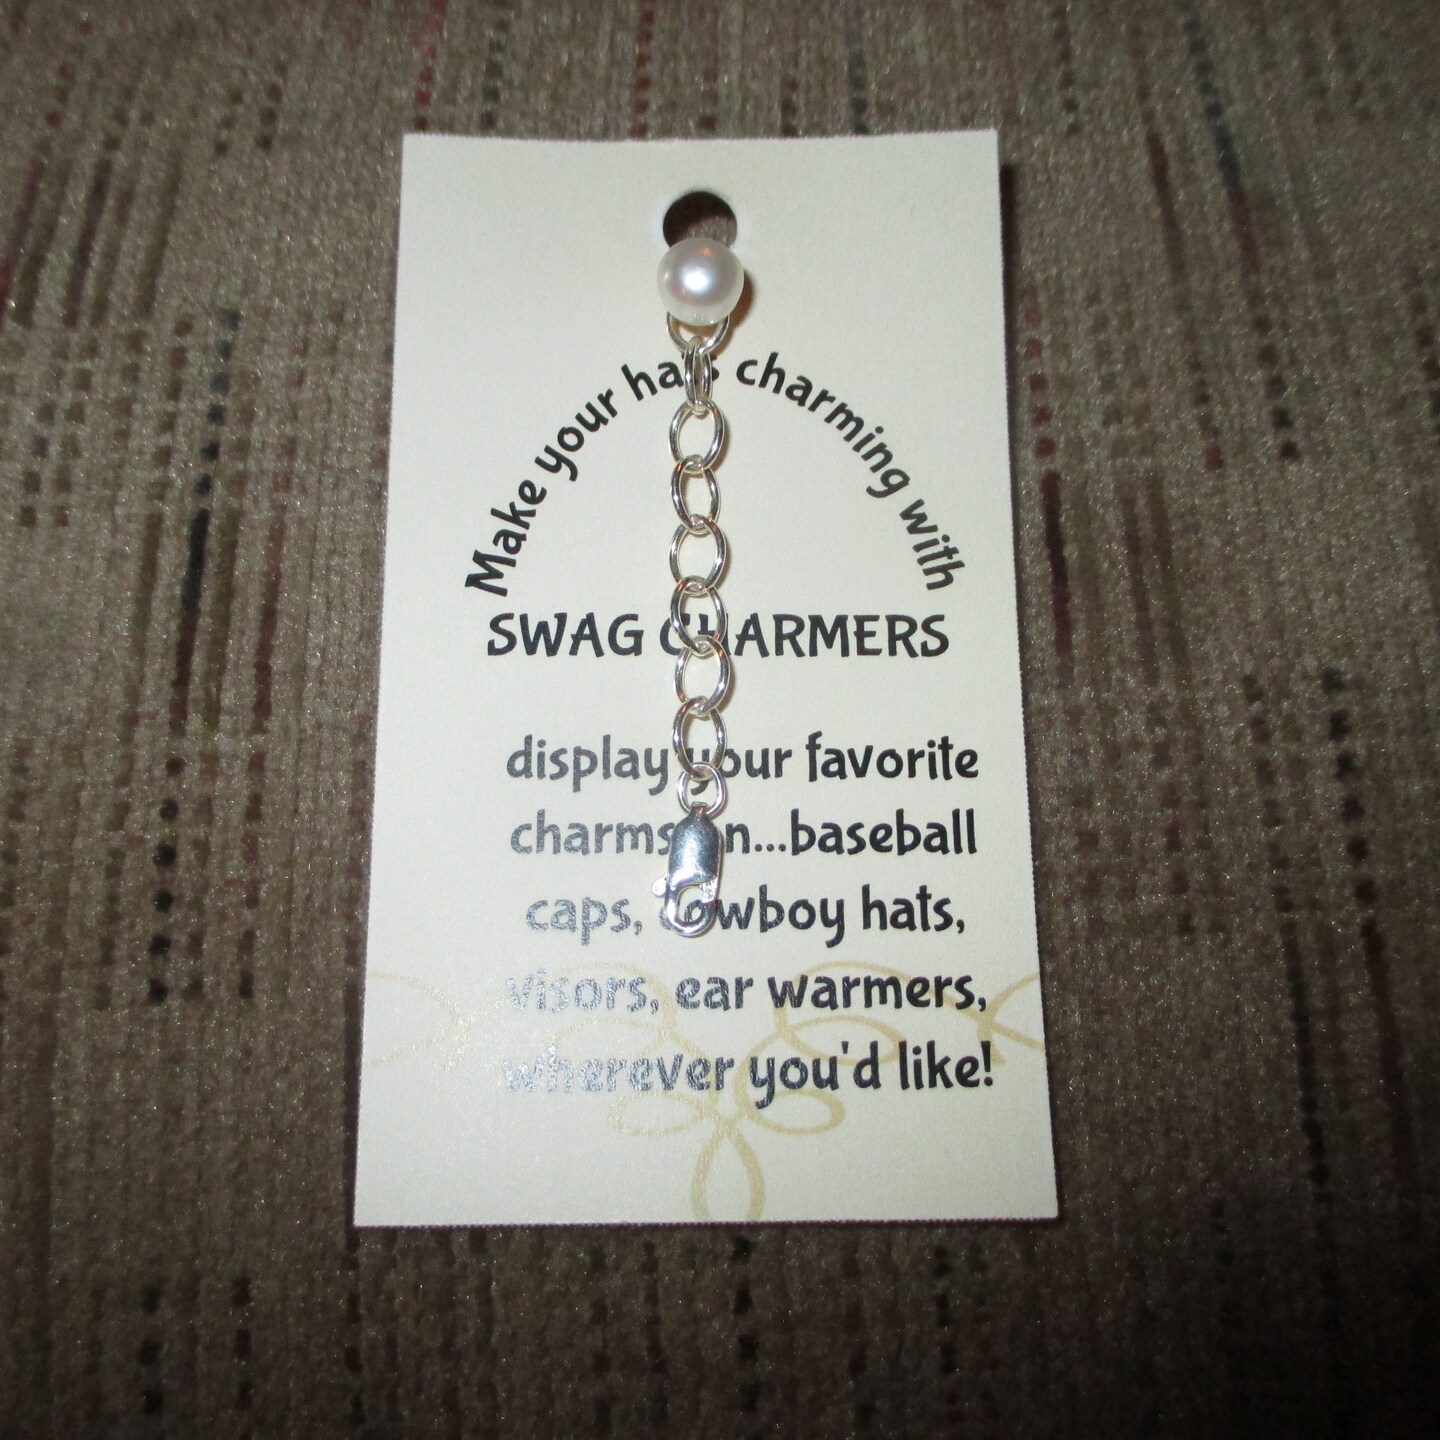 Make your hats charming with
SWAG CHARMERS
display your favorite
charms on...baseball
caps, cowboy hats,
visors, ear warmers,
wherever you'd like!